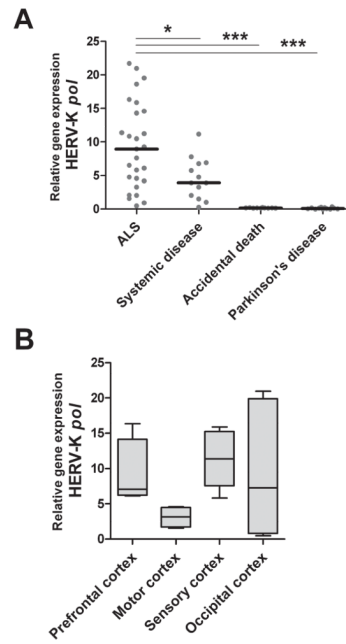 A
Relative gene expression
HERV-K pol
25
20
15
10
5
0
*
***
***
ALS
Systemic disease
Accidental death
Parkinson's disease
B
Relative gene expression
HERV-K pol
25
20
15
10
5
0
Prefrontal cortex
Motor cortex
Sensory cortex
Occipital cortex